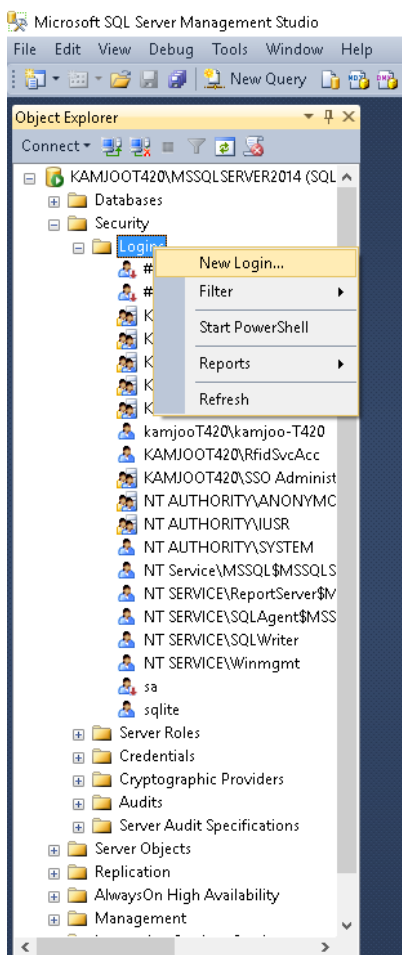 Microsoft SQL Server Management Studio
File Edit View Debug Tools Window Help
New Query
Object Explorer
Connect
KAMJOOT420\MSSQLSERVER2014 (SQL
Databases
Security
Logins
New Login...
#
Filter
#
K
Start PowerShell
K
K
Reports
K
Refresh
K
kamjooT420\kamjoo-T420
KAMJOOT420\RfidSvcAcc
KAMJOOT420\SSO Administ
NT AUTHORITY\ANONYMO
NT AUTHORITY\IUSR
NT AUTHORITY\SYSTEM
NT Service\MSSQL$MSSQLS
NT SERVICE\ReportServer$M
NT SERVICE\SQLAgent$MSS
NT SERVICE\SQLWriter
NT SERVICE\Winmgmt
sa
sqlite
Server Roles
Credentials
Cryptographic Providers
Audits
Server Audit Specifications
Server Objects
Replication
AlwaysOn High Availability
Management